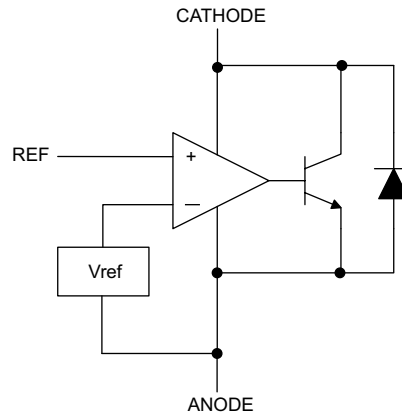 CATHODE
REF
+
−
Vref
ANODE